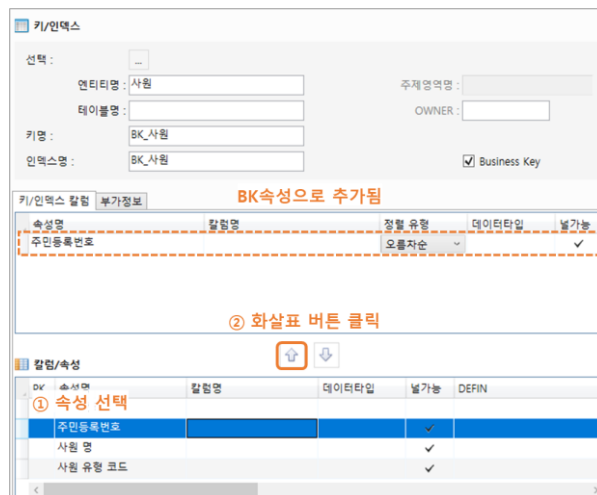 키/인덱스
선택 : ...
엔티티명 : 사원 주제영역명 :
테이블명 : OWNER :
키명 : BK_사원
인덱스명 : BK_사원 Business Key
키/인덱스 칼럼 부가정보 BK속성으로 추가됨
속성명 칼럼명 정렬 유형 데이터타입 널가능
주민등록번호 오름차순
② 화살표 버튼 클릭
칼럼/속성
PK 속성명 칼럼명 데이터타입 널가능 DEFIN
① 속성 선택
주민등록번호
사원 명
사원 유형 코드